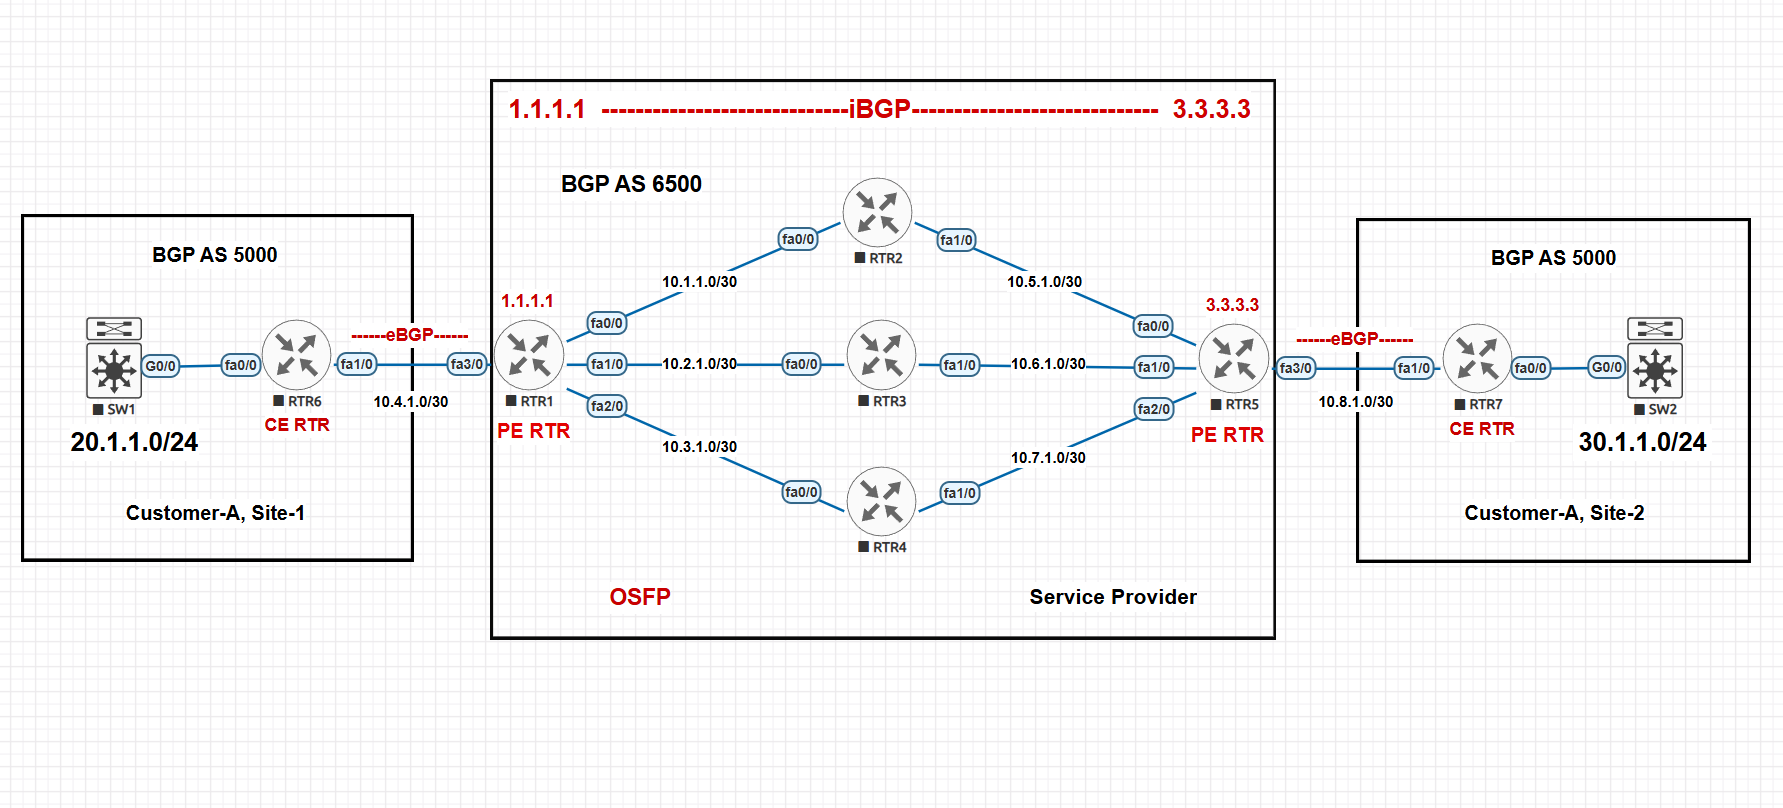 1.1.1.1 ---------------------------iBGP--------------------------- 3.3.3.3
BGP AS 6500
RTR2
fa0/0
fa1/0
10.1.1.0/30
10.5.1.0/30
BGP AS 5000
SW1
G0/0
fa0/0
RTR6
CE RTR
fa1/0
------eBGP------
10.4.1.0/30
fa3/0
20.1.1.0/24
Customer-A, Site-1
1.1.1.1
RTR1
PE RTR
fa0/0
fa1/0
fa2/0
10.2.1.0/30
fa0/0
RTR3
fa1/0
10.6.1.0/30
10.3.1.0/30
fa0/0
RTR4
fa1/0
10.7.1.0/30
3.3.3.3
fa0/0
fa1/0
fa2/0
RTR5
PE RTR
fa3/0
OSFP
Service Provider
------eBGP------
10.8.1.0/30
BGP AS 5000
fa1/0
RTR7
CE RTR
fa0/0
G0/0
SW2
30.1.1.0/24
Customer-A, Site-2